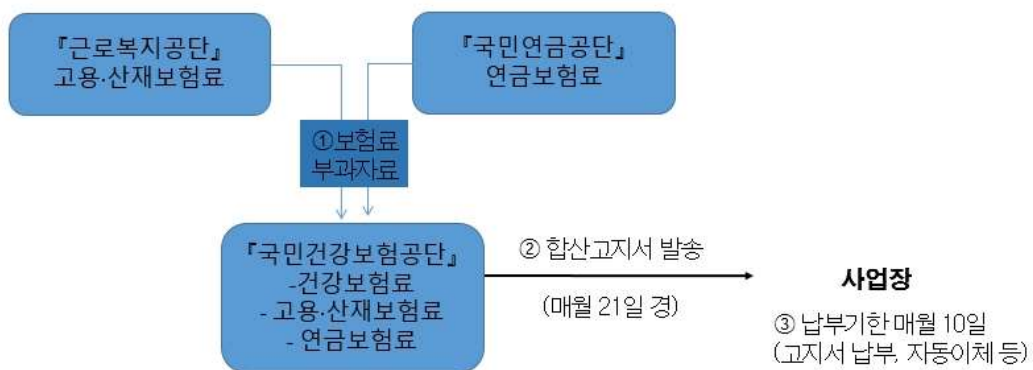 『근로복지공단』
고용·산재보험료
『국민연금공단』
연금보험료
①보험료
부과자료
『국민건강보험공단』
-건강보험료
- 고용·산재보험료
- 연금보험료
② 합산고지서 발송
(매월 21일 경)
사업장
③ 납부기한 매월 10일
(고지서 납부, 자동이체 등)